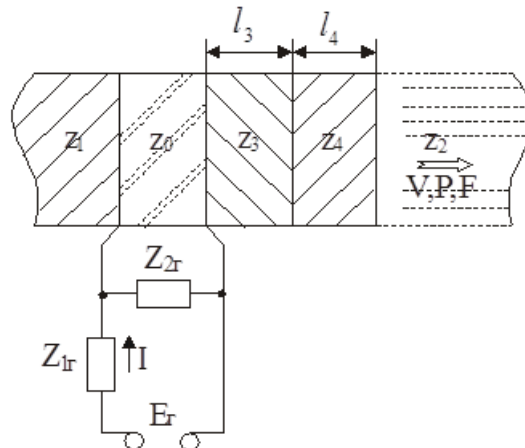 l₃ l₄
z₁ z₀ z₃ z₄ z₂
V,P,F
Z₂г
Z₁г
I
Eг